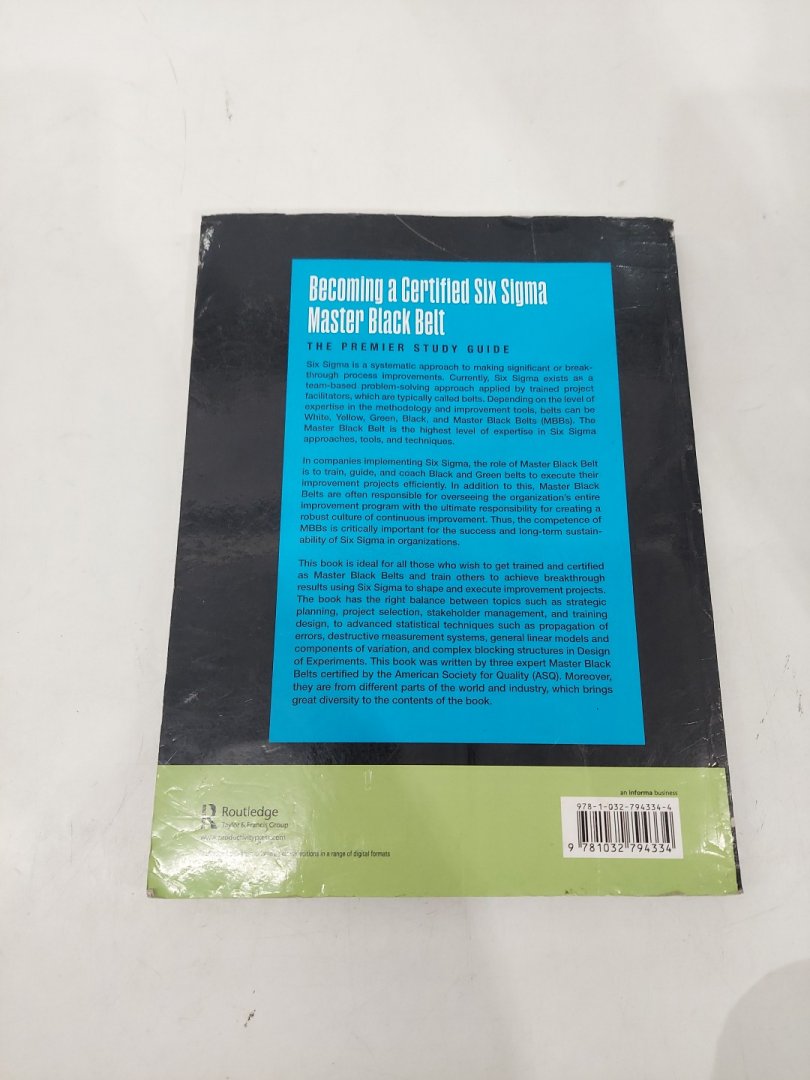 Becoming a Certified Six Sigma
Master Black Belt
THE PREMIER STUDY GUIDE
Six Sigma is a systematic approach to making significant or break-
through process improvements. Currently, Six Sigma exists as a
team-based problem-solving approach applied by trained project
facilitators, which are typically called belts. Depending on the level of
expertise in the methodology and improvement tools, belts can be
White, Yellow, Green, Black, and Master Black Belts (MBBs). The
Master Black Belt is the highest level of expertise in Six Sigma
approaches, tools, and techniques.
In companies implementing Six Sigma, the role of Master Black Belt
is to train, guide, and coach Black and Green belts to execute their
improvement projects efficiently. In addition to this, Master Black
Belts are often responsible for overseeing the organization's entire
improvement program with the ultimate responsibility for creating a
robust culture of continuous improvement. Thus, the competence of
MBBs is critically important for the success and long-term sustain-
ability of Six Sigma in organizations.
This book is ideal for all those who wish to get trained and certified
as Master Black Belts and train others to achieve breakthrough
results using Six Sigma to shape and execute improvement projects.
The book has the right balance between topics such as strategic
planning, project selection, stakeholder management, and training
design, to advanced statistical techniques such as propagation of
errors, destructive measurement systems, general linear models and
components of variation, and complex blocking structures in Design
of Experiments. This book was written by three expert Master Black
Belts certified by the American Society for Quality (ASQ). Moreover,
they are from different parts of the world and industry, which brings
great diversity to the contents of the book.
an informa business
978-1-032-794334-4
9 781032 794334
Routledge
Taylor & Francis Group
www.productivitypress.com
editions in a range of digital formats